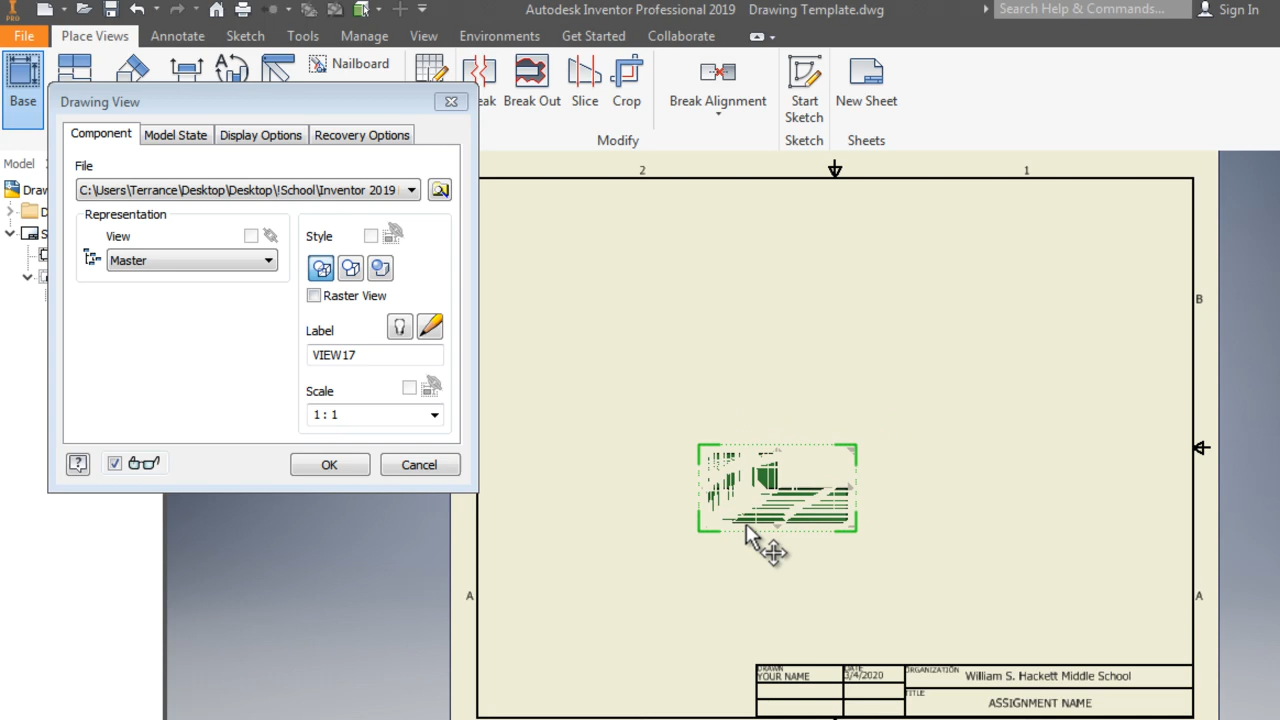 PRO
Autodesk Inventor Professional 2019 Drawing Template.dwg
Search Help & Commands...
Sign In
File
Place Views
Annotate
Sketch
Tools
Manage
View
Environments
Get Started
Collaborate
Base
Nailboard
eak
Break Out
Slice
Crop
Break Alignment
Start
Sketch
New Sheet
Modify
Sketch
Sheets
Drawing View
Component
Model State
Display Options
Recovery Options
File
C:\Users\Terrance\Desktop\Desktop\!School\Inventor 2019
Representation
View
Master
Style
Raster View
Label
VIEW17
Scale
1 : 1
OK
Cancel
Model
Draw
D
S
2
1
B
A
A
DRAWN
YOUR NAME
DATE
3/4/2020
ORGANIZATION
William S. Hackett Middle School
TITLE
ASSIGNMENT NAME